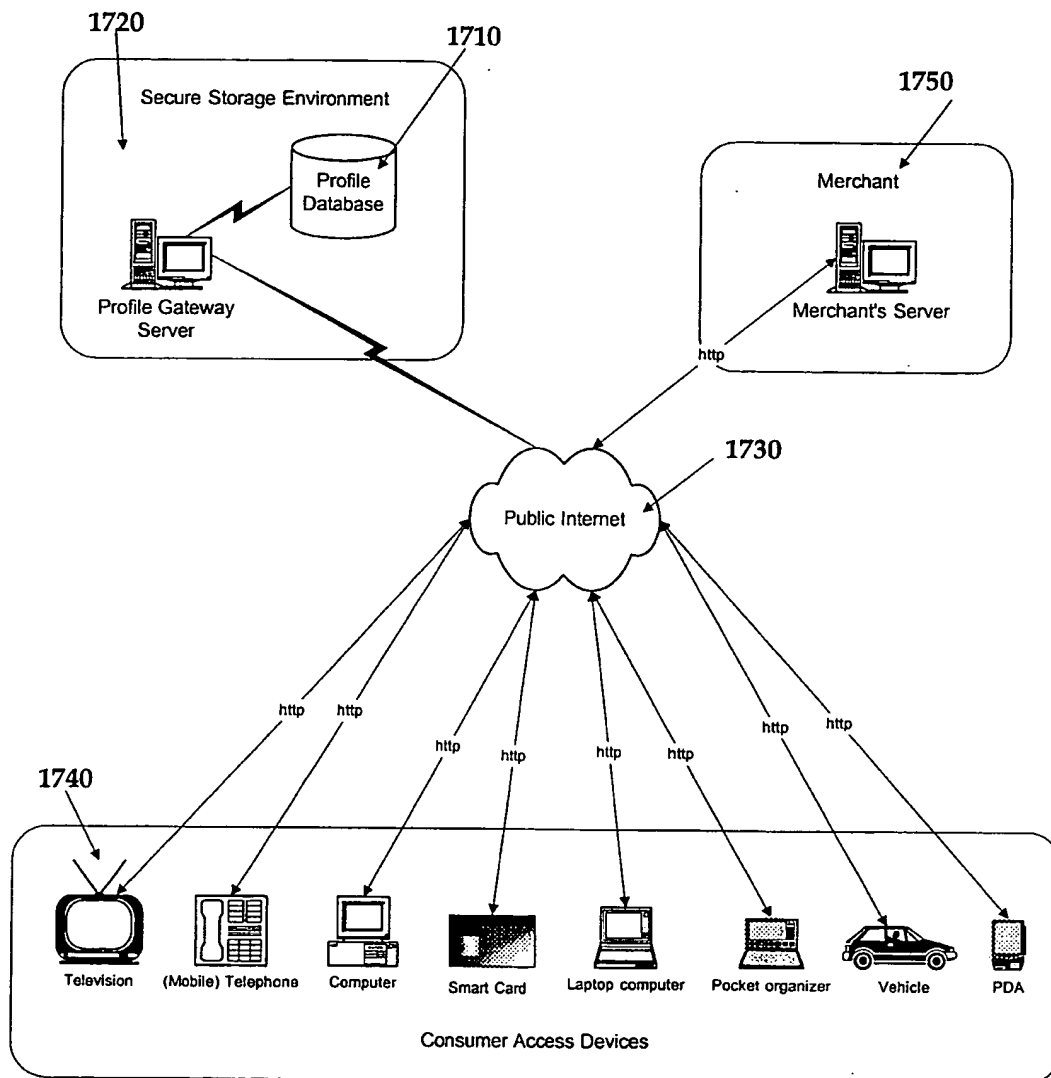 1720
1710
1750
Secure Storage Environment
Profile
Database
Profile Gateway
Server
Merchant
Merchant's Server
http
1730
Public Internet
http
http
http
http
http
http
http
http
1740
Television
(Mobile) Telephone
Computer
Smart Card
Laptop computer
Pocket organizer
Vehicle
PDA
Consumer Access Devices